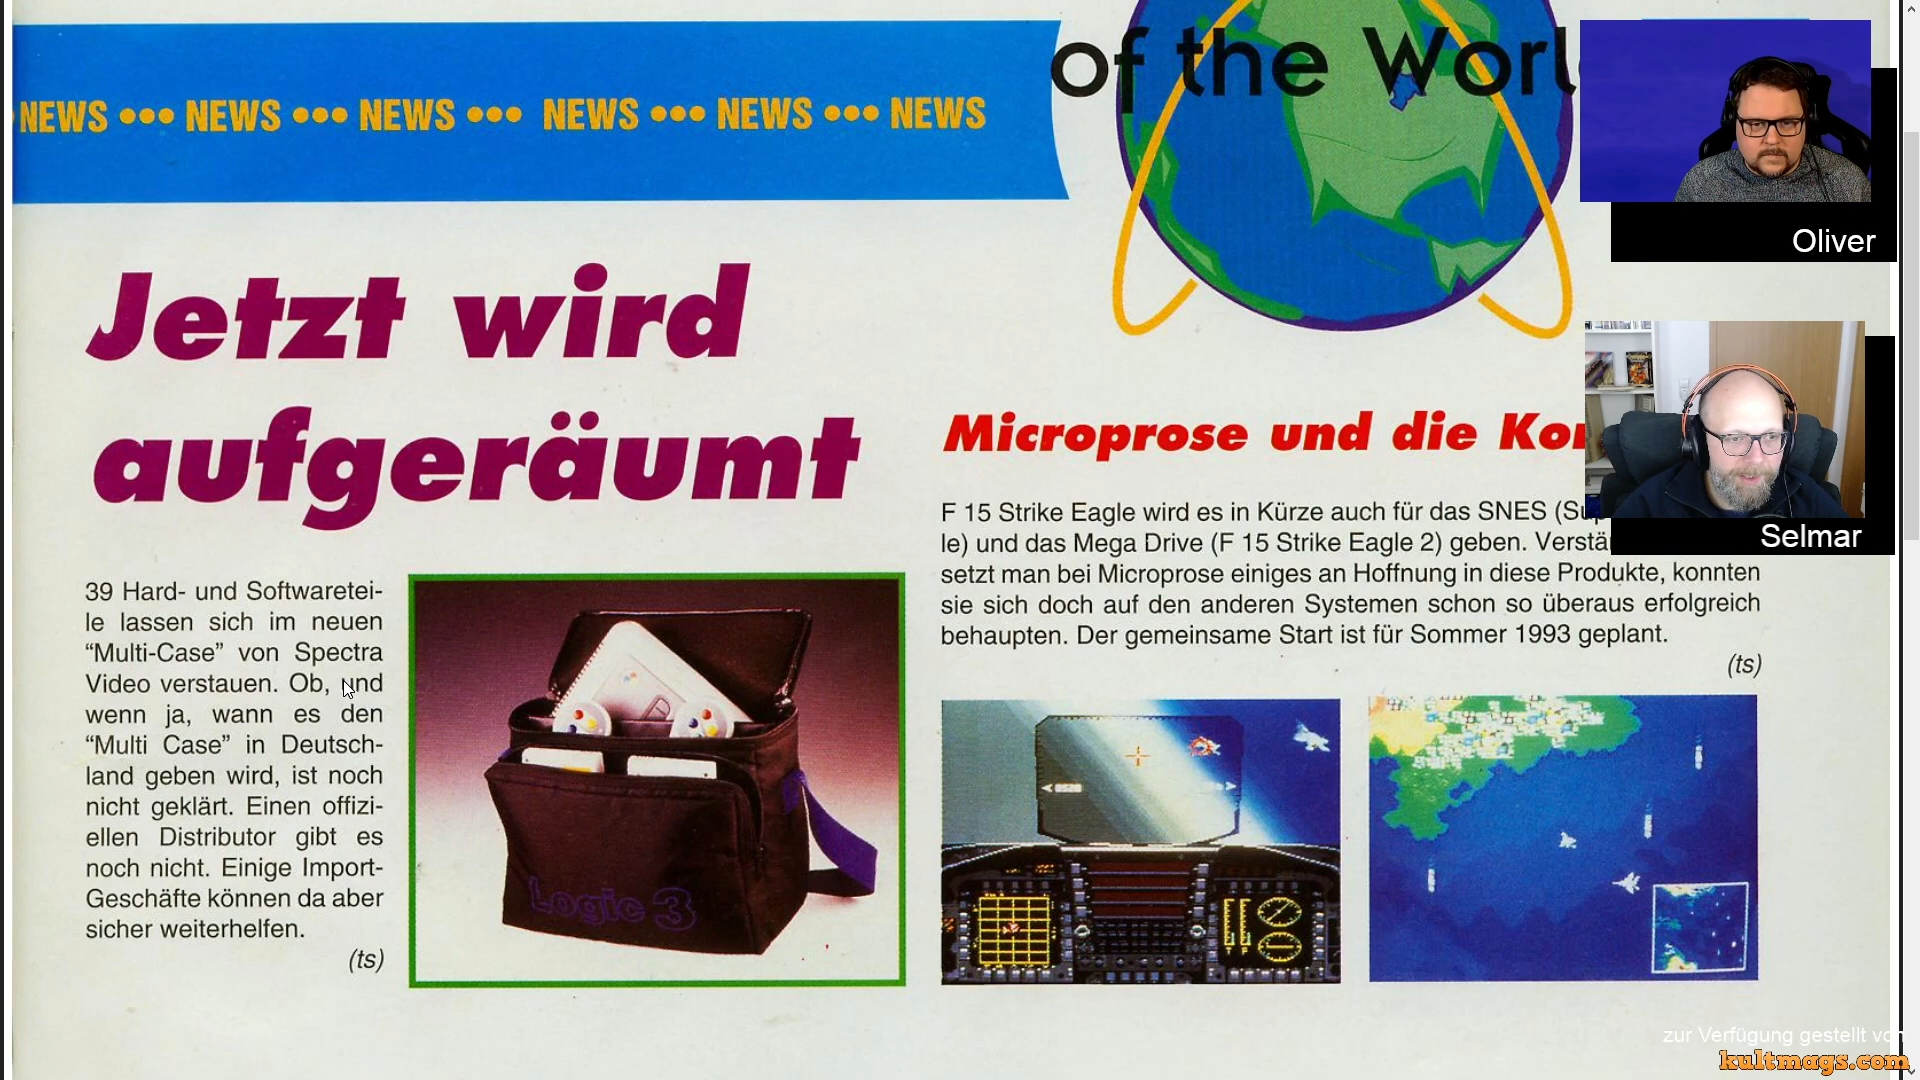 of the Worl
NEWS ••• NEWS ••• NEWS ••• NEWS ••• NEWS ••• NEWS
Oliver
Jetzt wird
aufgeräumt
39 Hard- und Softwaretei-
le lassen sich im neuen
“Multi-Case” von Spectra
Video verstauen. Ob, und
wenn ja, wann es den
“Multi Case” in Deutsch-
land geben wird, ist noch
nicht geklärt. Einen offizi-
ellen Distributor gibt es
noch nicht. Einige Import-
Geschäfte können da aber
sicher weiterhelfen.
(ts)
Logic 3
Microprose und die Kon
F 15 Strike Eagle wird es in Kürze auch für das SNES (Sup
le) und das Mega Drive (F 15 Strike Eagle 2) geben. Verstän
setzt man bei Microprose einiges an Hoffnung in diese Produkte, konnten
sie sich doch auf den anderen Systemen schon so überaus erfolgreich
behaupten. Der gemeinsame Start ist für Sommer 1993 geplant.
(ts)
Selmar
zur Verfügung gestellt von
kultmags.com